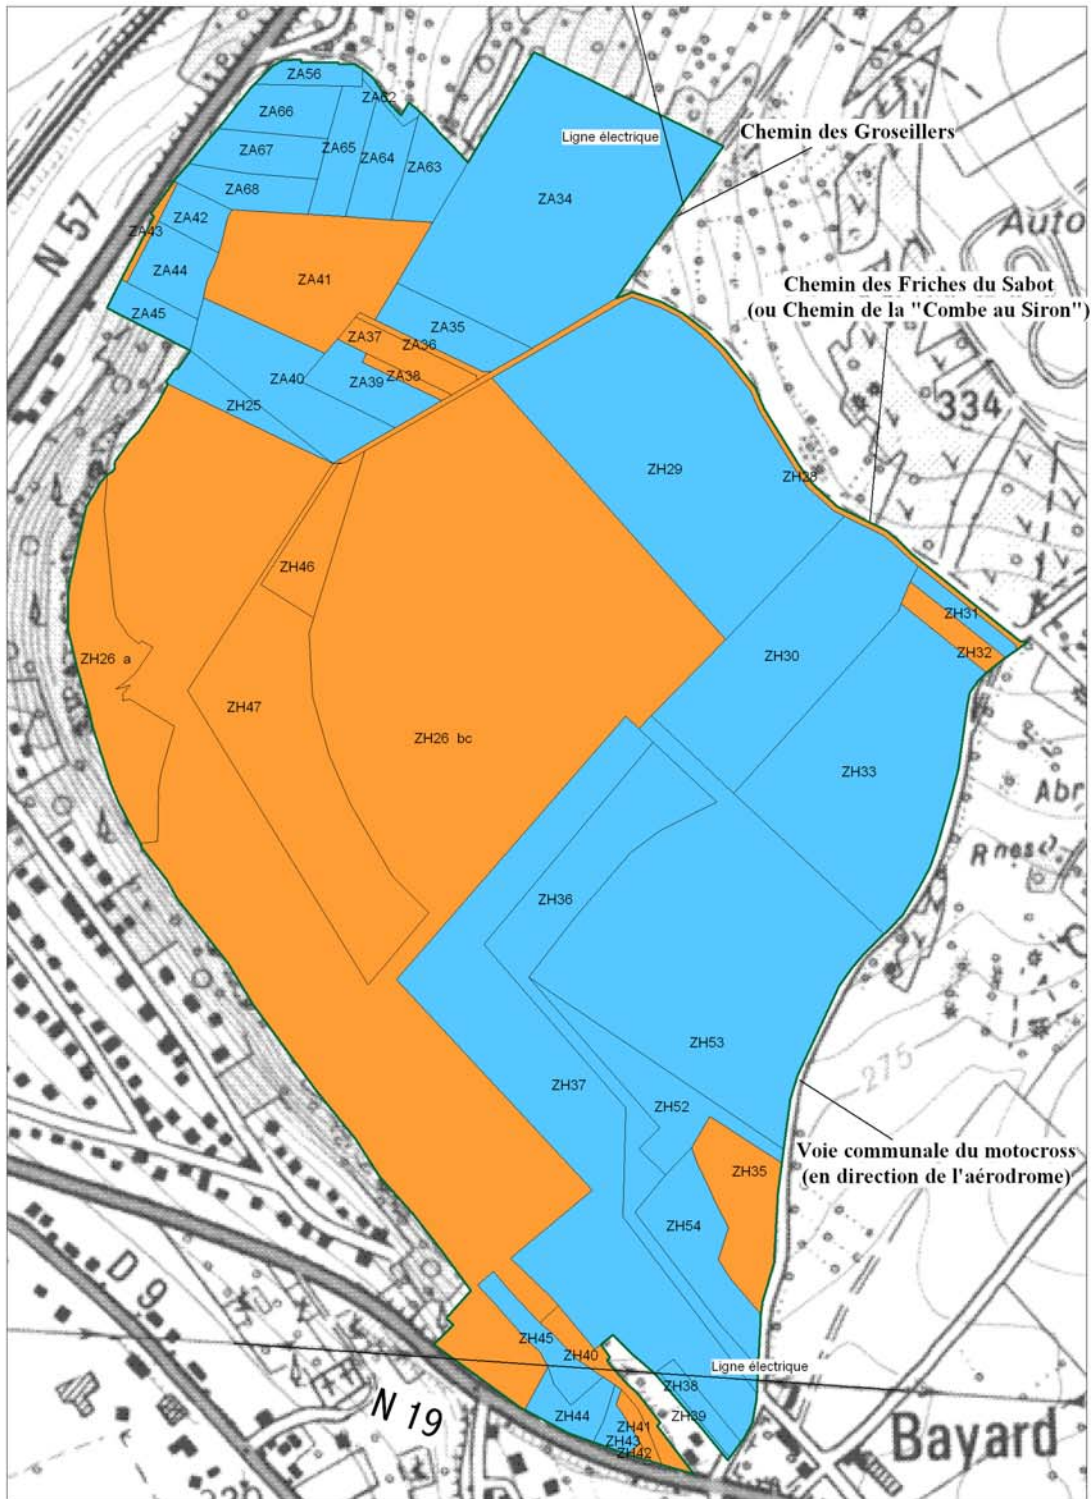 ZA56
ZA62
ZA66
Ligne électrique
Chemin des Groseillers
ZA67
ZA65
ZA64
ZA63
ZA68
ZA34
ZA42
N 57
ZA43
Auto
ZA44
ZA41
Chemin des Friches du Sabot
(ou Chemin de la "Combe au Siron")
ZA45
ZA35
ZA37
ZA36
ZA40
ZA39
ZA38
ZH25
334
ZH29
ZH28
ZH46
ZH31
ZH32
ZH26 a
ZH30
ZH47
ZH26 bc
ZH33
Abr
ZH36
ZH53
275
ZH37
ZH52
Voie communale du motocross
(en direction de l'aérodrome)
ZH35
ZH54
D 9
ZH45
ZH40
Ligne électrique
ZH38
N 19
ZH44
ZH39
ZH41
ZH43
ZH42
Bayard